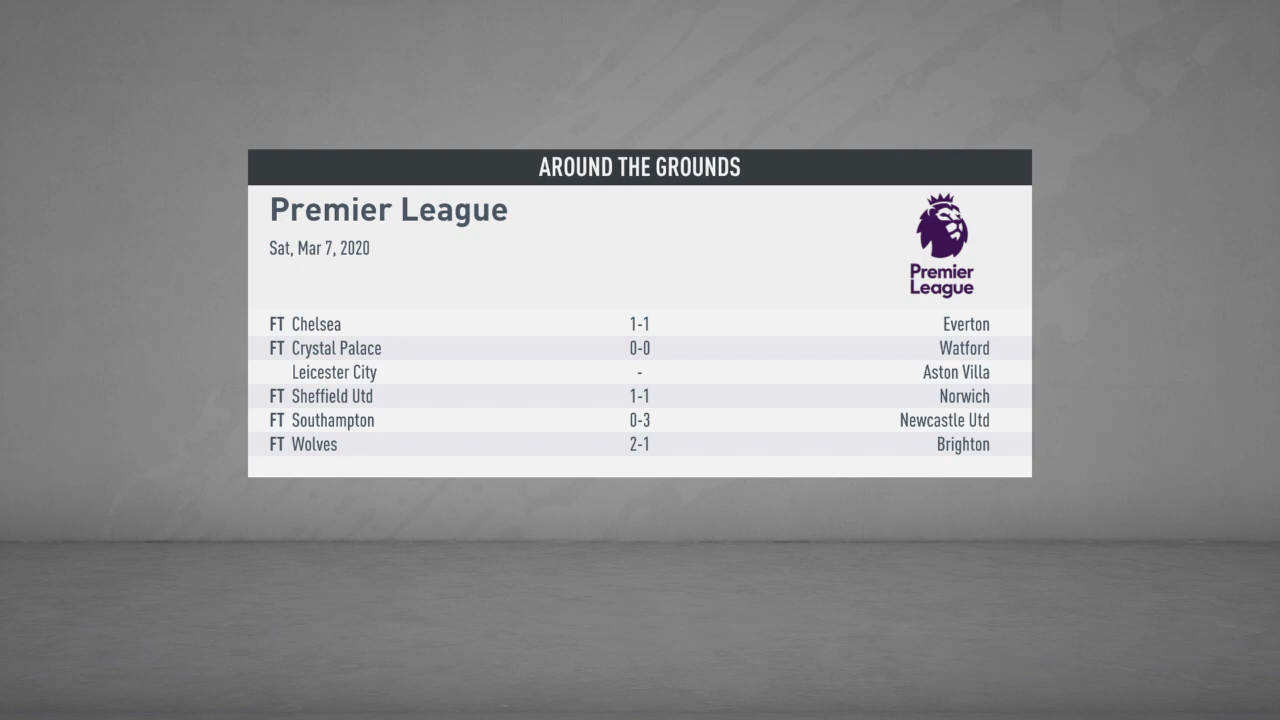 AROUND THE GROUNDS
Premier League
Sat, Mar 7, 2020
Premier
League
FT Chelsea 1-1 Everton
FT Crystal Palace 0-0 Watford
Leicester City - Aston Villa
FT Sheffield Utd 1-1 Norwich
FT Southampton 0-3 Newcastle Utd
FT Wolves 2-1 Brighton